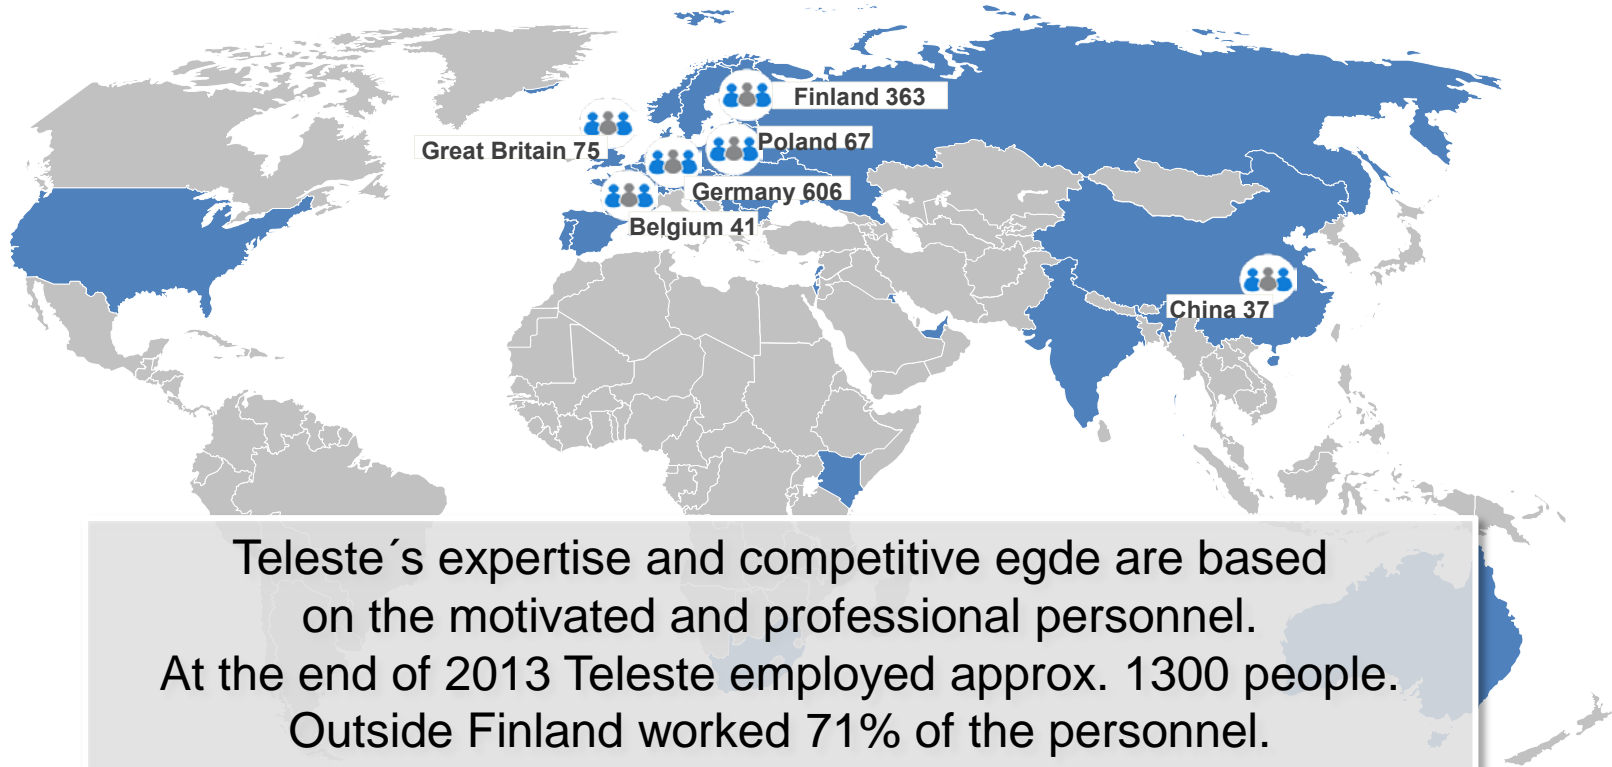 Finland 363
Great Britain 75
Poland 67
Germany 606
Belgium 41
China 37
Teleste´s expertise and competitive egde are based
on the motivated and professional personnel.
At the end of 2013 Teleste employed approx. 1300 people.
Outside Finland worked 71% of the personnel.